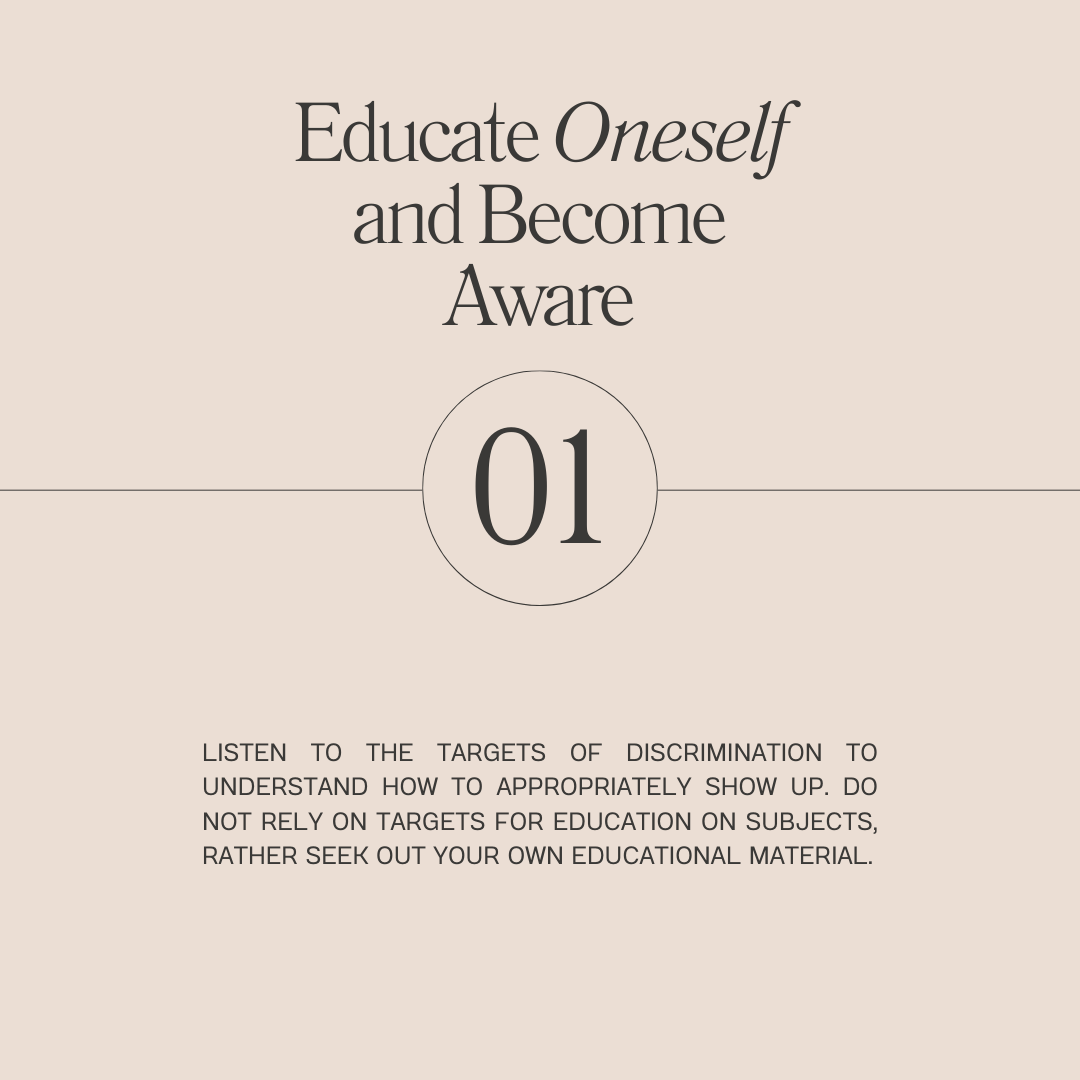 Educate Oneself
and Become
Aware
01
LISTEN TO THE TARGETS OF DISCRIMINATION TO
UNDERSTAND HOW TO APPROPRIATELY SHOW UP. DO
NOT RELY ON TARGETS FOR EDUCATION ON SUBJECTS,
RATHER SEEK OUT YOUR OWN EDUCATIONAL MATERIAL.